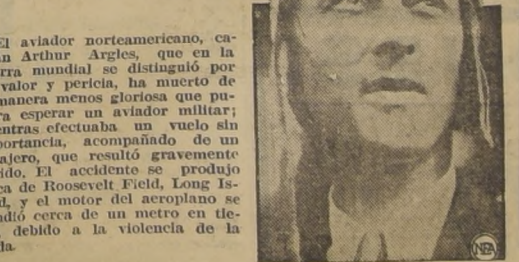 El aviador norteamericano, ca-
n Arthur Argles, que en la
rra mundial se distinguió por
valor y pericia, ha muerto de
manera menos gloriosa que pu-
ra esperar un aviador militar;
entras efectuaba un vuelo sin
portancia, acompañado de un
ajero, que resultó gravemente
ido. El accidente se produjo
ca de Roosevelt Field, Long Is-
d, y el motor del aeroplano se
ndió cerca de un metro en tie-
, debido a la violencia de la
da.
NEA